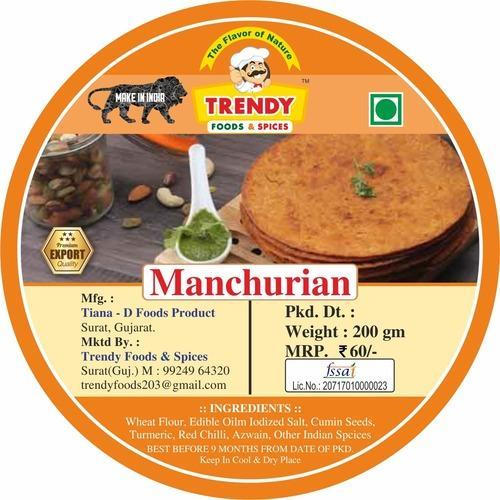 The Flavor of Nature
MAKE IN INDIA
TRENDY
TM
FOODS & SPICES
Premium
EXPORT
Quality
Manchurian
Mfg. :
Tiana - D Foods Product
Surat, Gujarat.
Mktd By. :
Trendy Foods & Spices
Surat(Guj.) M : 99249 64320
trendyfoods203@gmail.com
Pkd. Dt. :
Weight : 200 gm
MRP. ₹60/-
fssai
Lic.No.: 20717010000023
:: INGREDIENTS ::
Wheat Flour, Edible Oilm Iodized Salt, Cumin Seeds,
Turmeric, Red Chilli, Azwain, Other Indian Spcices
BEST BEFORE 9 MONTHS FROM DATE OF PKD.
Keep In Cool & Dry Place